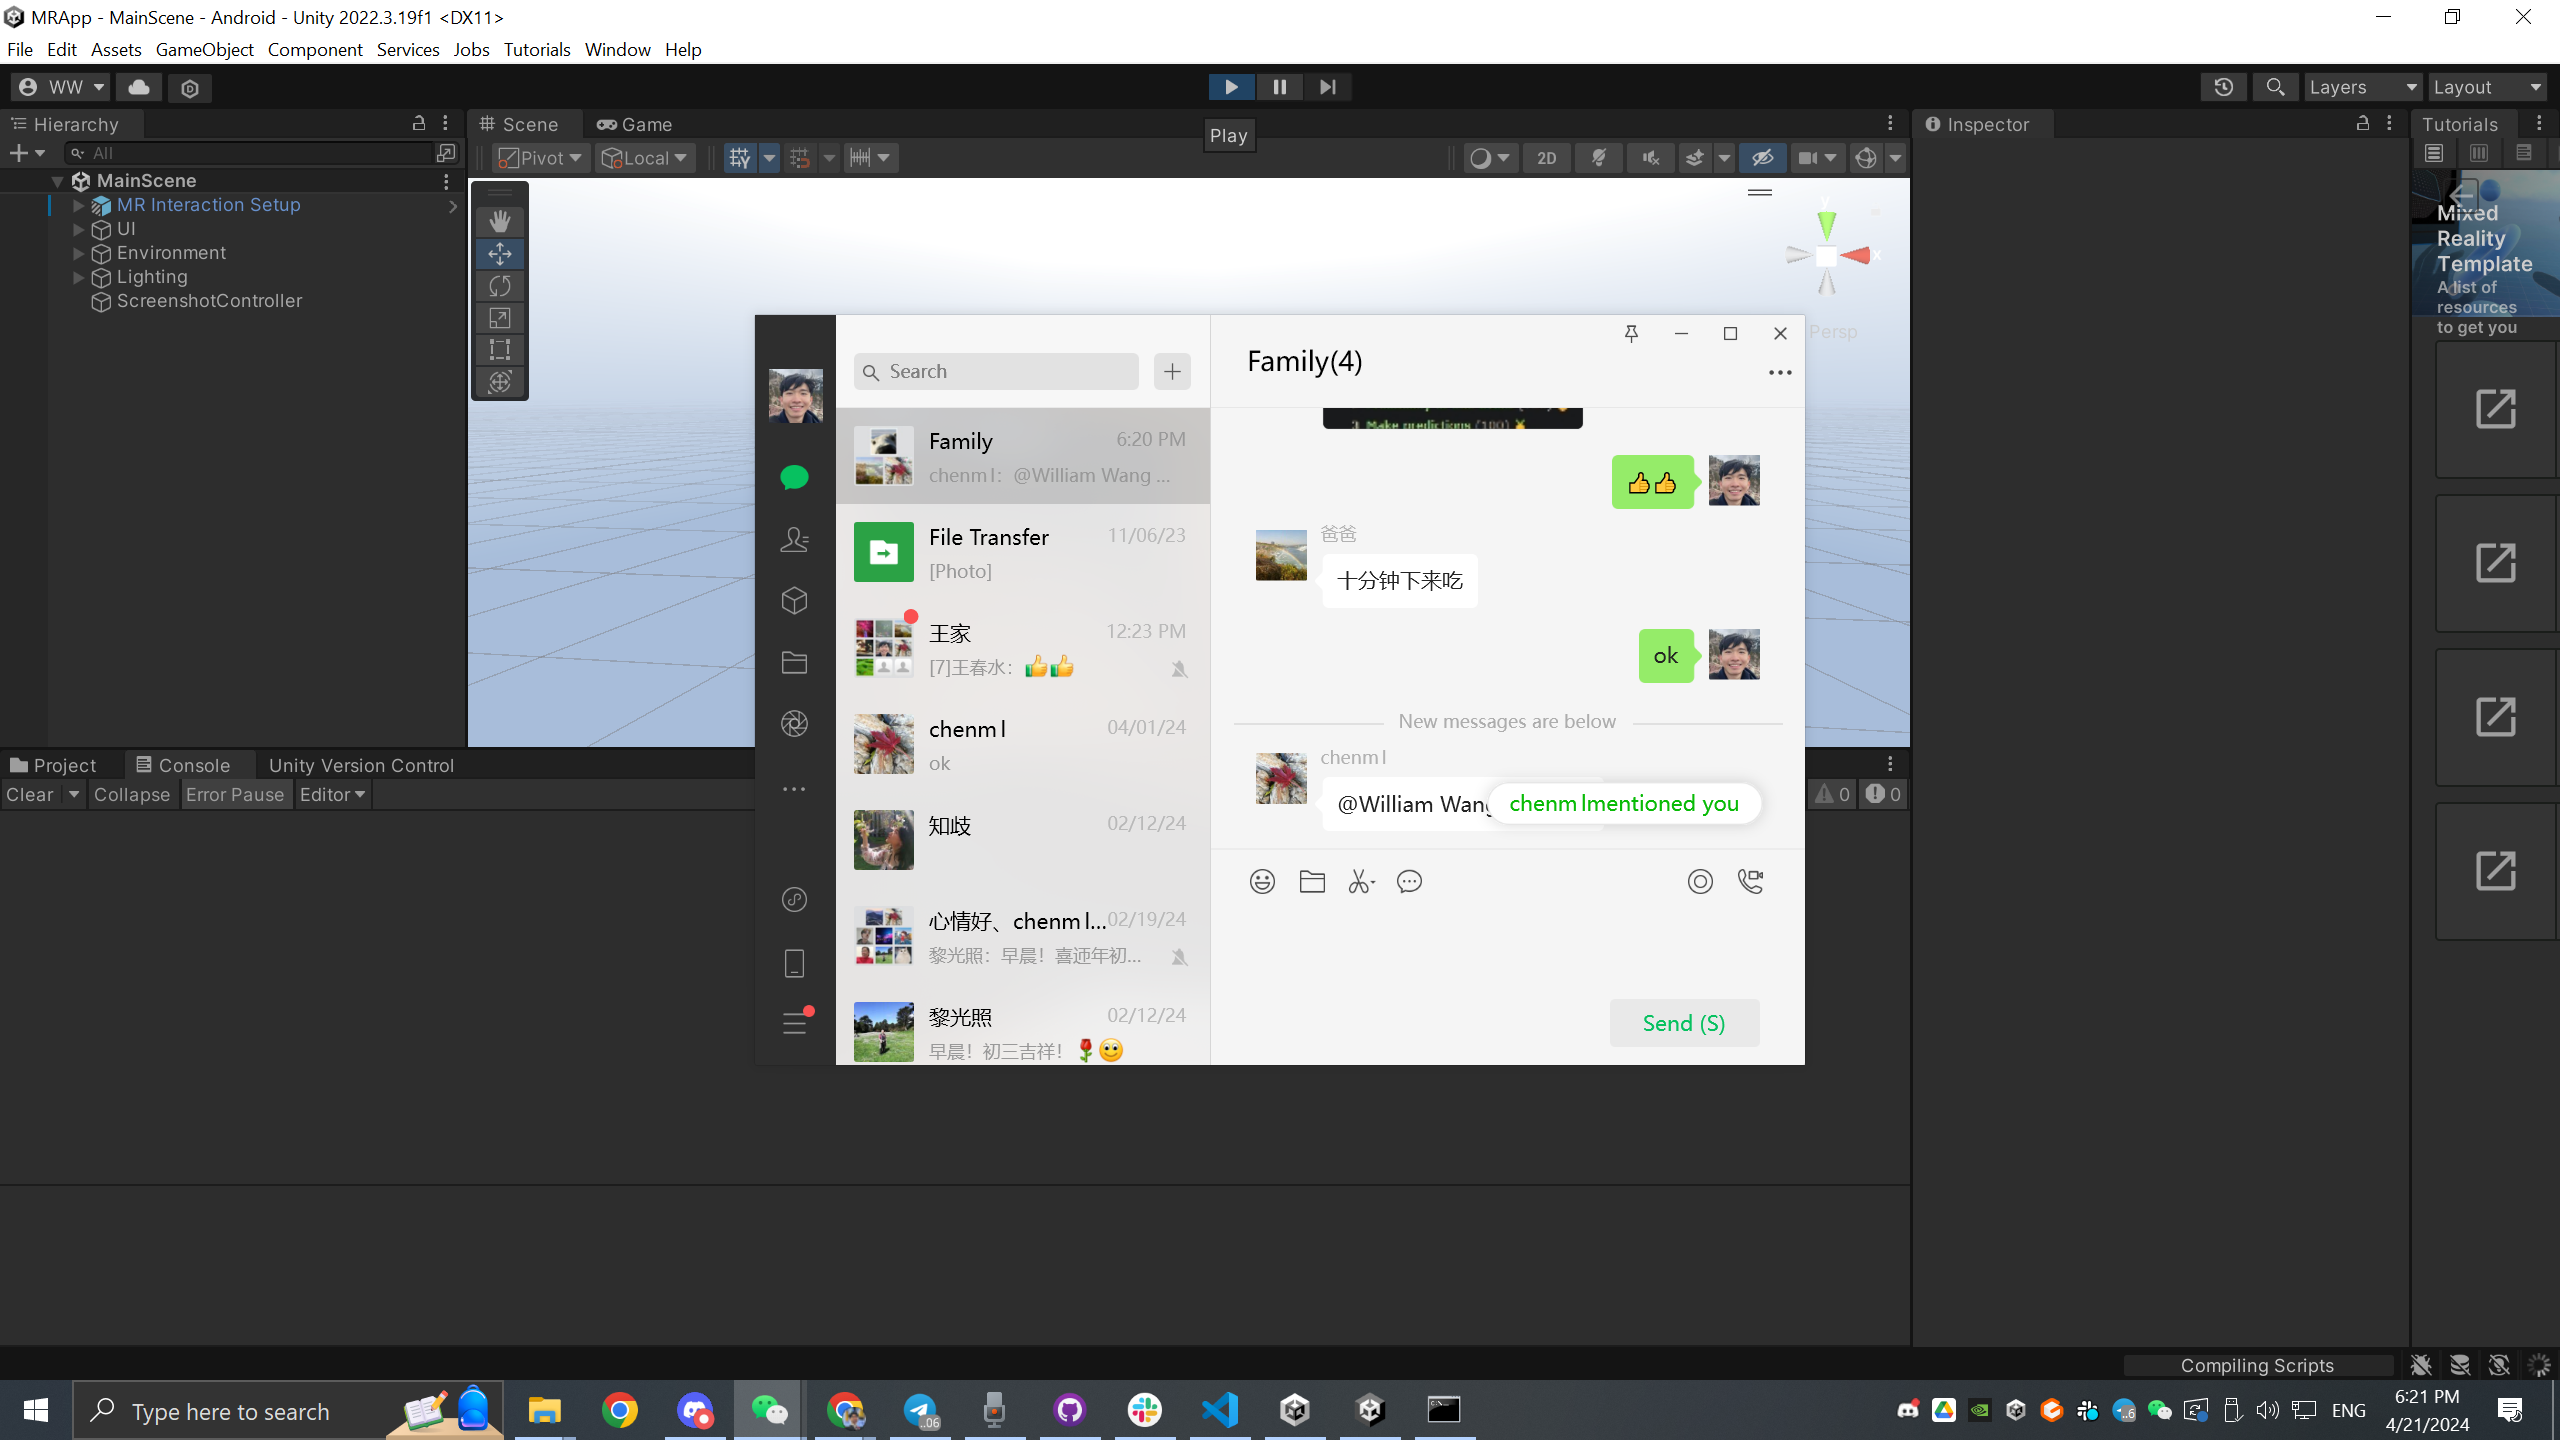 MRApp - MainScene - Android - Unity 2022.3.19f1 <DX11>
File Edit Assets GameObject Component Services Jobs Tutorials Window Help
WW
Layers
Layout
Hierarchy
Scene
Game
Play
Inspector
Tutorials
All
Pivot
Local
2D
MainScene
MR Interaction Setup
UI
Environment
Lighting
ScreenshotController
y
x
Persp
Mixed
Reality
Template
A list of
resources
to get you
Search
Family(4)
Family
6:20 PM
chenm l: @William Wang ...
File Transfer
11/06/23
[Photo]
王家
12:23 PM
[7]王春水: 👍👍
chenm l
04/01/24
ok
知歧
02/12/24
心情好、chenm l...
02/19/24
黎光照: 早晨！喜迊年初...
黎光照
02/12/24
早晨！初三吉祥！🌹🙂
3 Make predictions (100)
👍👍
爸爸
十分钟下来吃
ok
New messages are below
chenm l
@William Wang
chenm lmentioned you
Send (S)
Project
Console
Unity Version Control
Clear
Collapse
Error Pause
Editor
0
0
Compiling Scripts
Type here to search
..06
..6
ENG
6:21 PM
4/21/2024